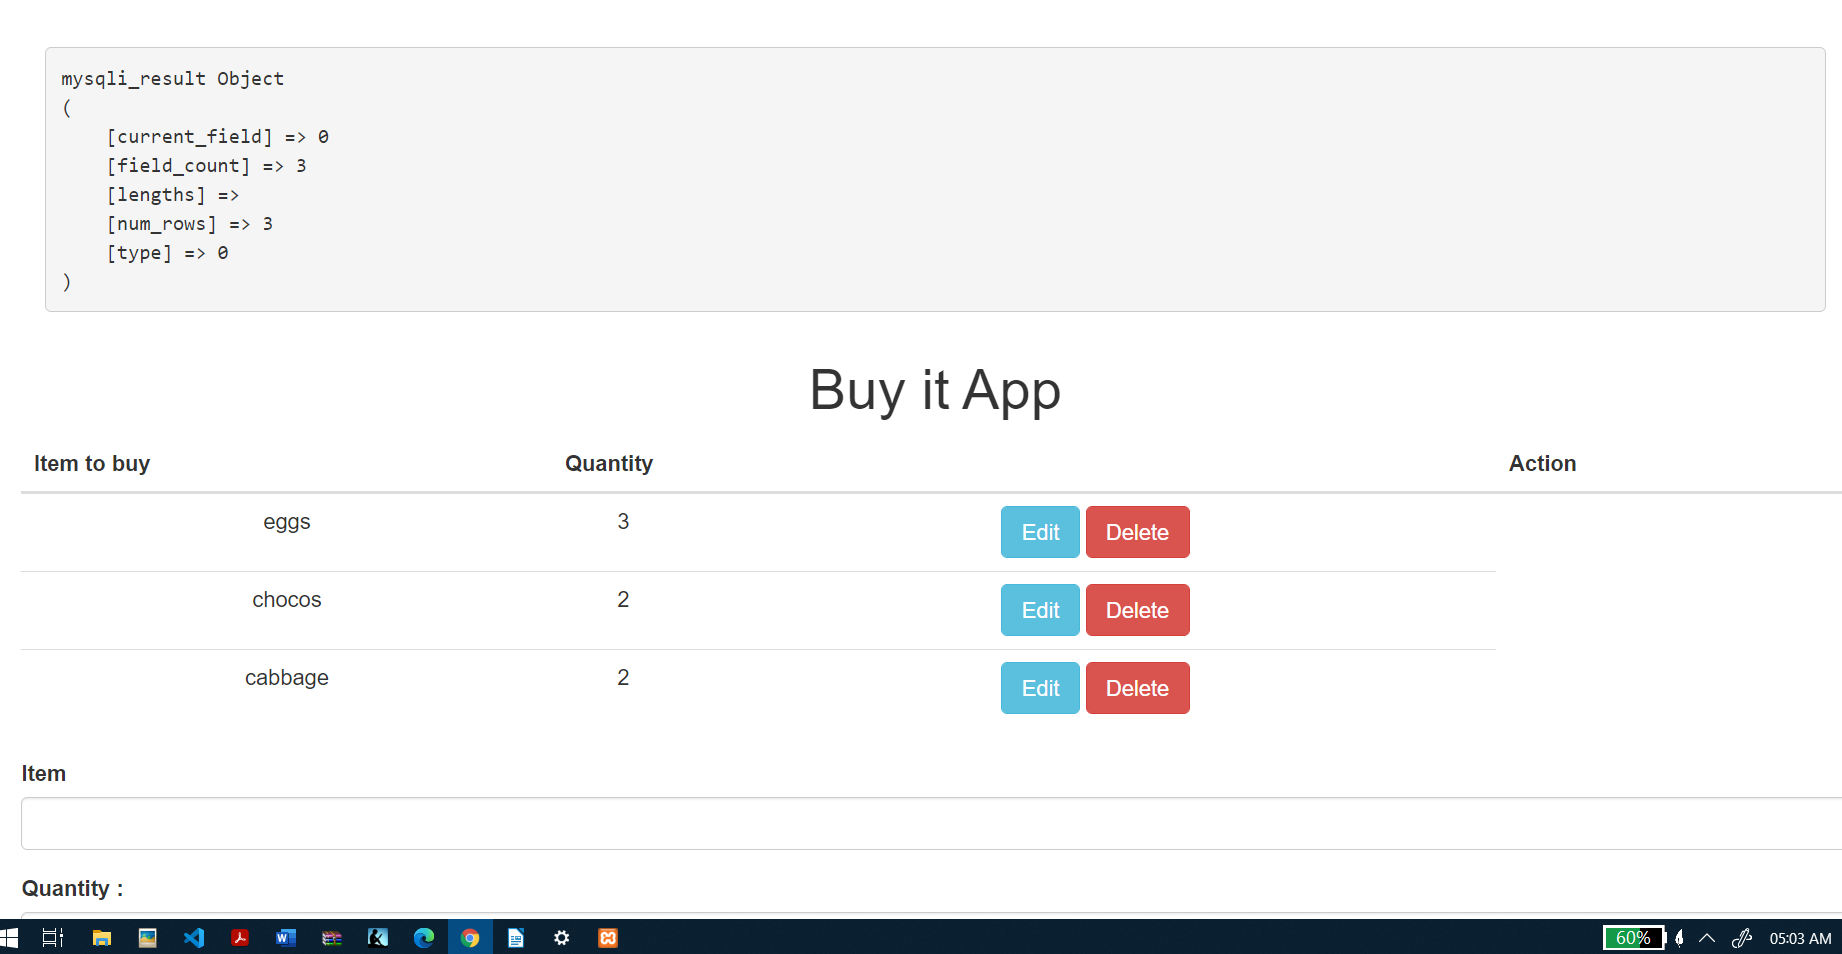 mysqli_result Object
(
    [current_field] => 0
    [field_count] => 3
    [lengths] =>
    [num_rows] => 3
    [type] => 0
)
Buy it App
Item to buy Quantity Action
eggs 3 Edit Delete
chocos 2 Edit Delete
cabbage 2 Edit Delete
Item
Quantity :
60% 05:03 AM